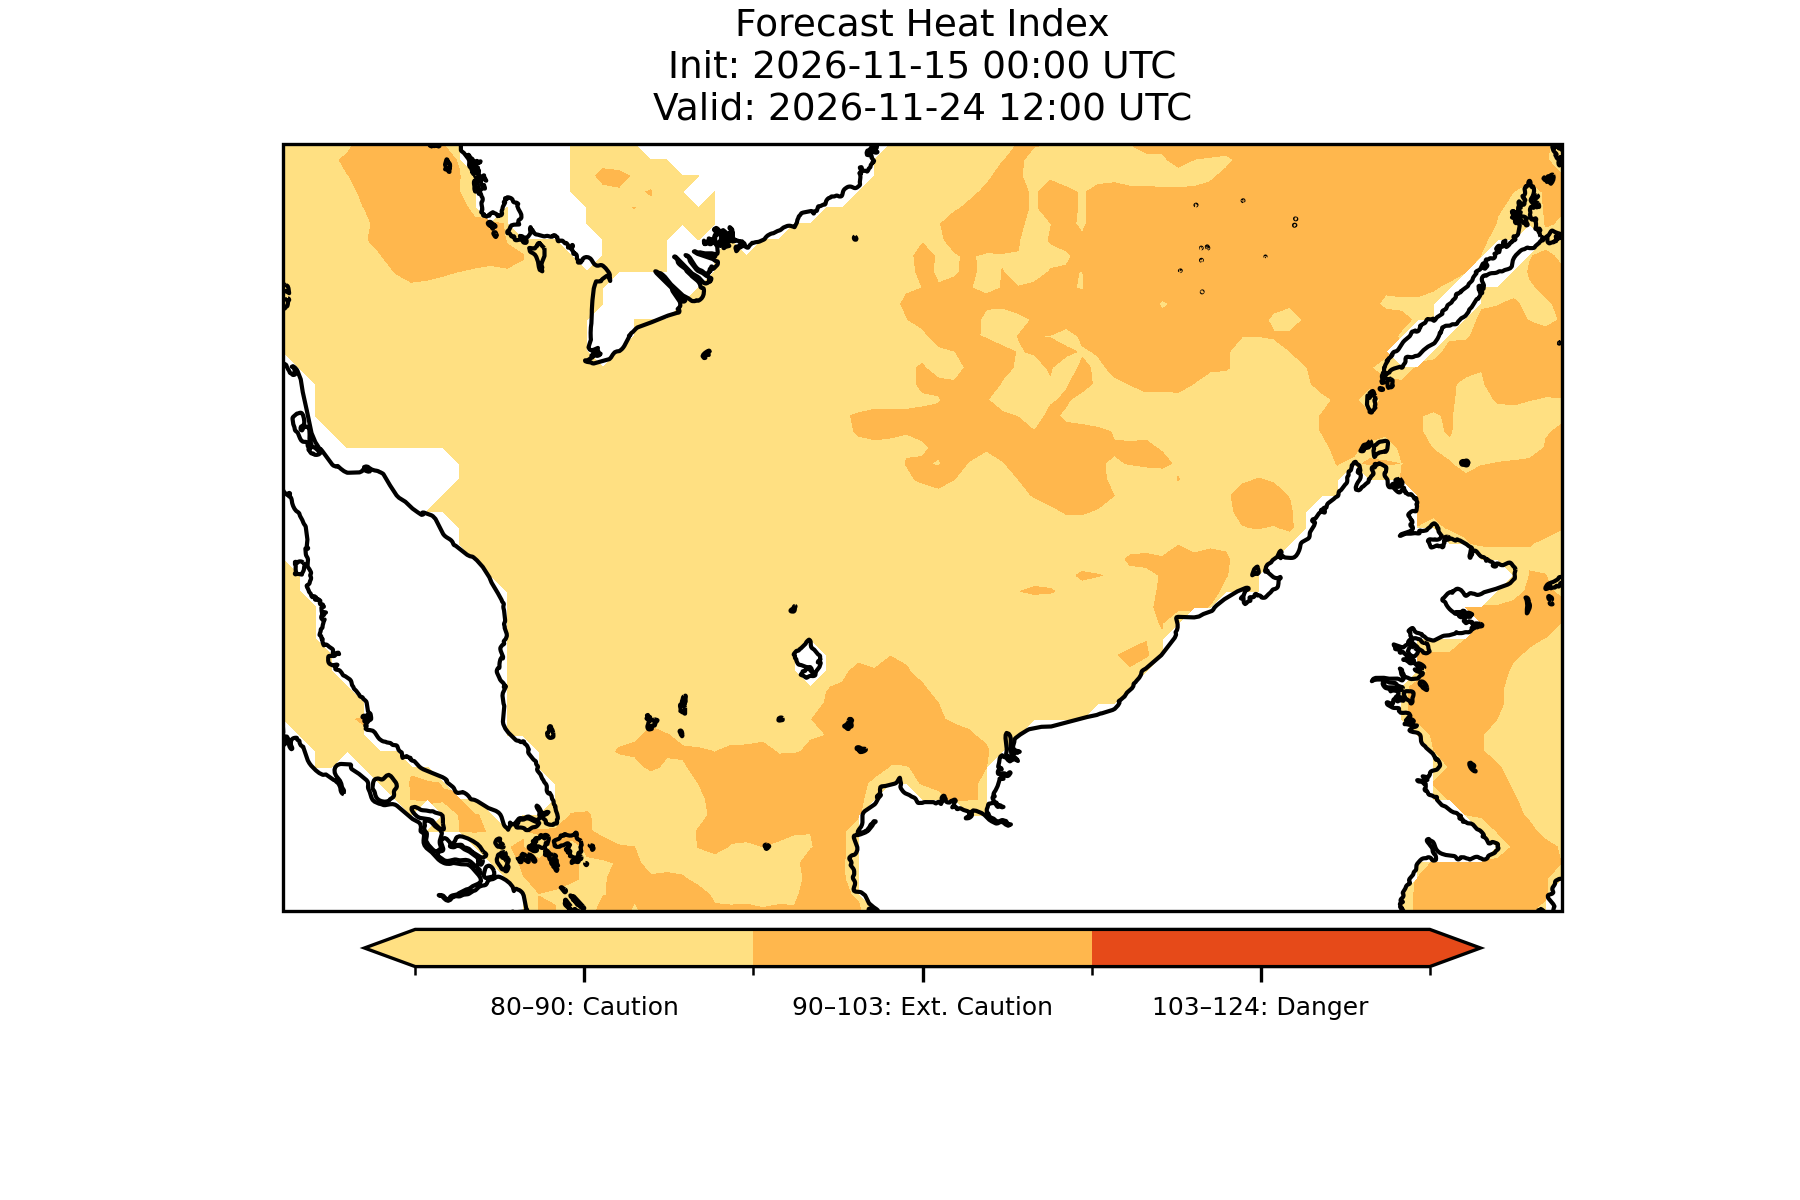 Forecast Heat Index
Init: 2026-11-15 00:00 UTC
Valid: 2026-11-24 12:00 UTC
80–90: Caution
90–103: Ext. Caution
103–124: Danger